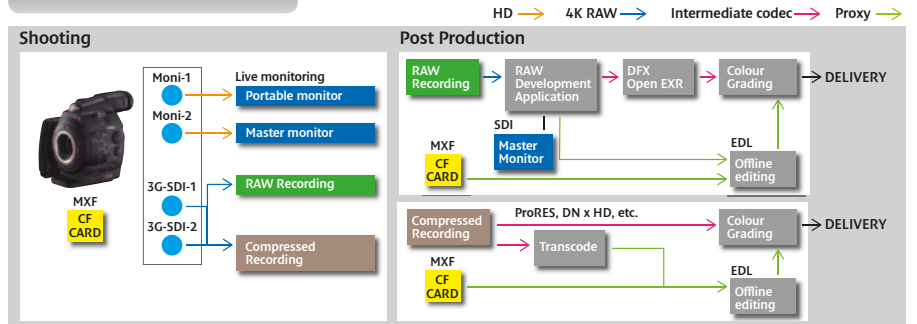 HD
4K RAW
Intermediate codec
Proxy
Shooting
MXF
CF
CARD
Moni-1
Moni-2
3G-SDI-1
3G-SDI-2
Live monitoring
Portable monitor
Master monitor
RAW Recording
Compressed
Recording
Post Production
RAW
Recording
RAW
Development
Application
DFX
Open EXR
Colour
Grading
DELIVERY
SDI
Master
Monitor
MXF
CF
CARD
EDL
Offline
editing
Compressed
Recording
ProRES, DN x HD, etc.
Transcode
Colour
Grading
DELIVERY
MXF
CF
CARD
EDL
Offline
editing